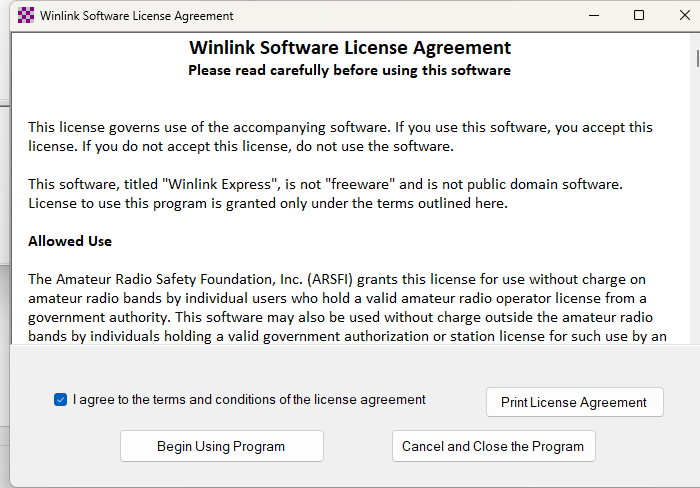 Winlink Software License Agreement
Winlink Software License Agreement
Please read carefully before using this software
This license governs use of the accompanying software. If you use this software, you accept this
license. If you do not accept this license, do not use the software.
This software, titled "Winlink Express", is not "freeware" and is not public domain software.
License to use this program is granted only under the terms outlined here.
Allowed Use
The Amateur Radio Safety Foundation, Inc. (ARSFI) grants this license for use without charge on
amateur radio bands by individual users who hold a valid amateur radio operator license from a
government authority. This software may also be used without charge outside the amateur radio
bands by individuals holding a valid government authorization or station license for such use by an
I agree to the terms and conditions of the license agreement
Print License Agreement
Begin Using Program
Cancel and Close the Program